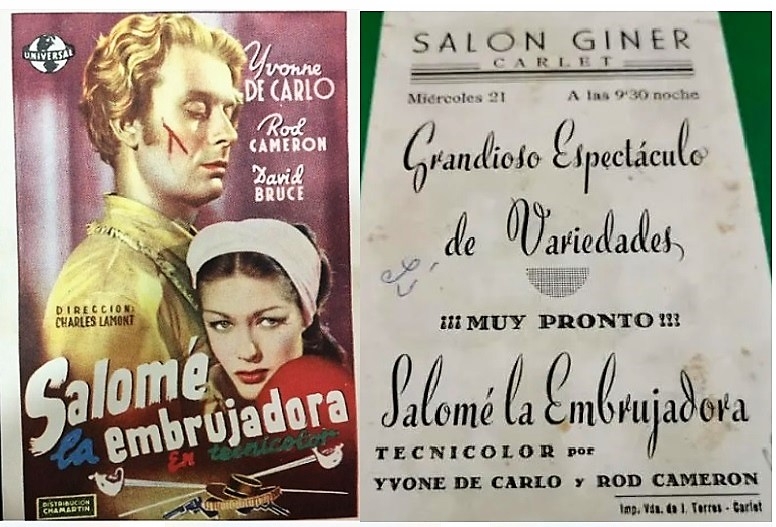 UNIVERSAL
Yvonne
DE CARLO
Rod
CAMERON
David
BRUCE
DIRECCION:
CHARLES LAMONT
Salomé
la embrujadora
En tecnicolor
DISTRIBUCIÓN
CHAMARTIN
SALON GINER
CARLET
Miércoles 21 A las 9'30 noche
Grandioso Espectáculo
de Variedades
¡¡¡ MUY PRONTO !!!
Salomé la Embrujadora
TECNICOLOR por
YVONE DE CARLO y ROD CAMERON
Imp. Vda. de J. Torres - Carlet